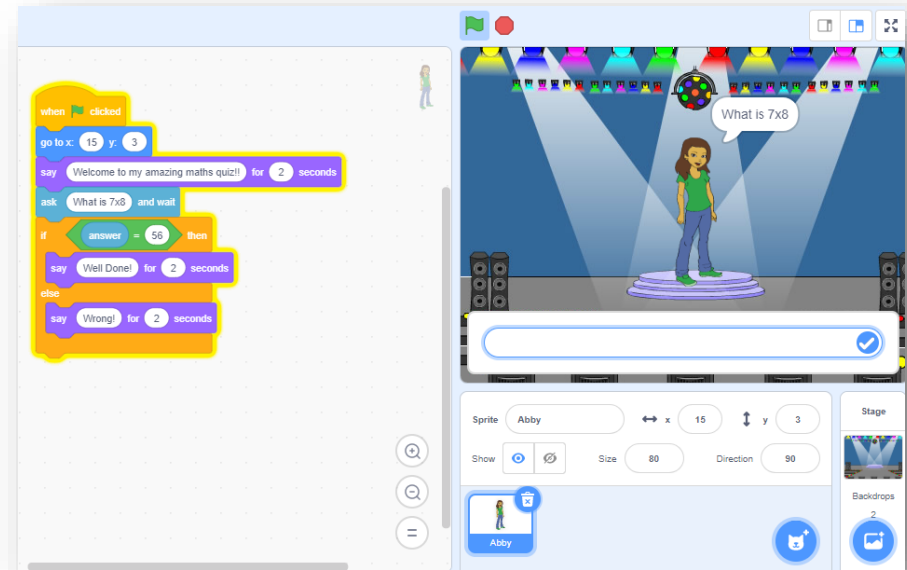 when clicked
go to x: 15 y: 3
say Welcome to my amazing maths quiz!! for 2 seconds
ask What is 7x8 and wait
if answer = 56 then
say Well Done! for 2 seconds
else
say Wrong! for 2 seconds
What is 7x8
Sprite Abby x 15 y 3
Show Size 80 Direction 90
Abby
Stage
Backdrops
2